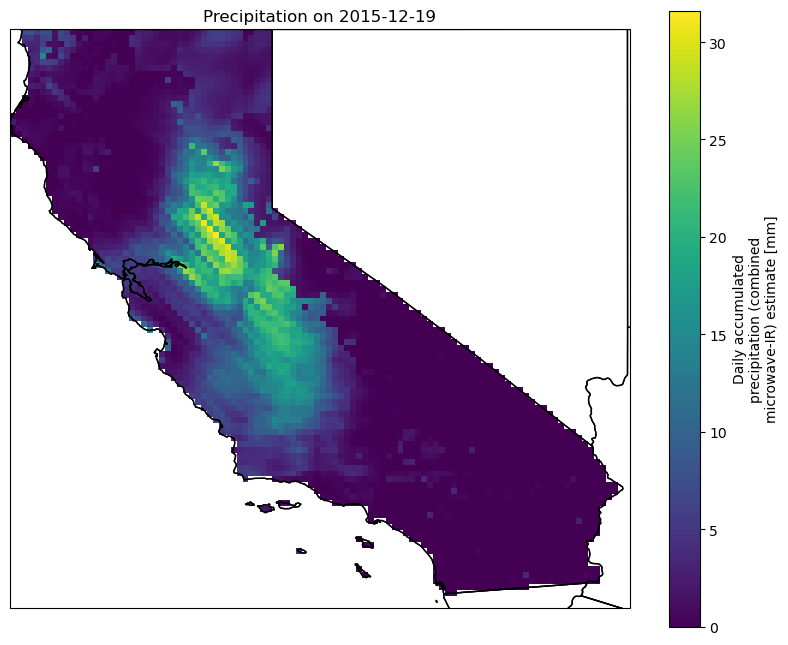 Precipitation on 2015-12-19
30
25
20
15
10
5
0
Daily accumulated
precipitation (combined
microwave-IR) estimate [mm]